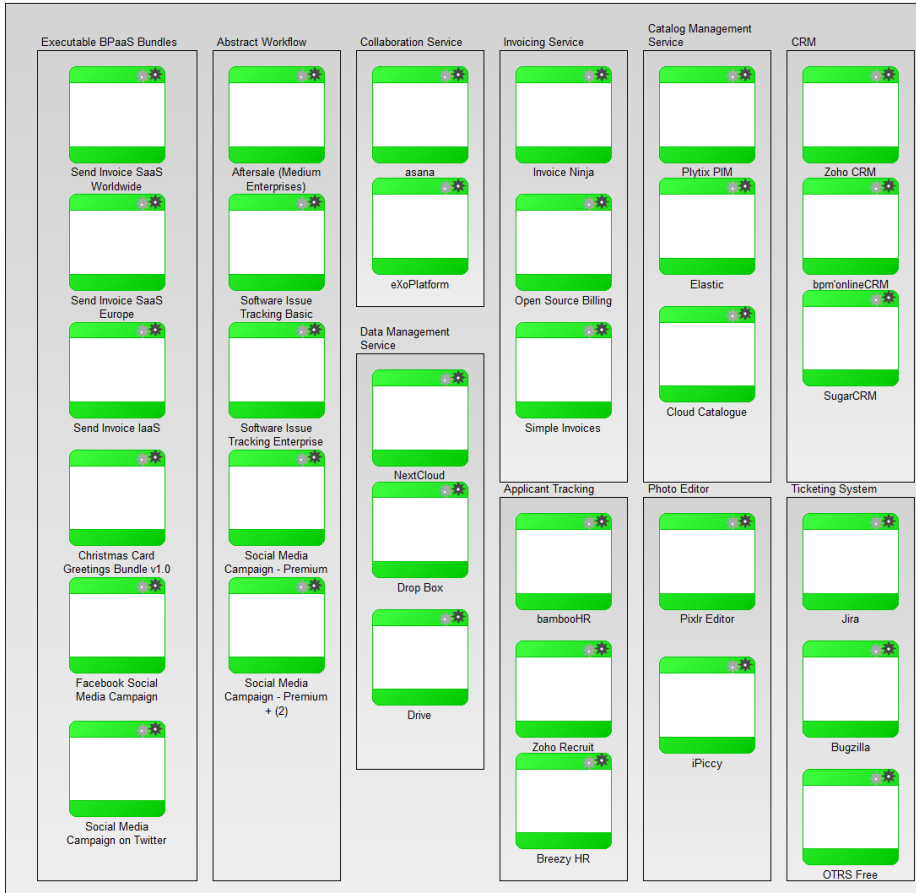 Executable BPaaS Bundles
Send Invoice SaaS
Worldwide
Send Invoice SaaS
Europe
Send Invoice IaaS
Christmas Card
Greetings Bundle v1.0
Facebook Social
Media Campaign
Social Media
Campaign on Twitter
Abstract Workflow
Aftersale (Medium
Enterprises)
Software Issue
Tracking Basic
Software Issue
Tracking Enterprise
Social Media
Campaign - Premium
Social Media
Campaign - Premium
+ (2)
Collaboration Service
asana
eXoPlatform
Data Management
Service
NextCloud
Drop Box
Drive
Invoicing Service
Invoice Ninja
Open Source Billing
Simple Invoices
Catalog Management
Service
Plytix PIM
Elastic
Cloud Catalogue
CRM
Zoho CRM
bpm'onlineCRM
SugarCRM
Applicant Tracking
bambooHR
Zoho Recruit
Breezy HR
Photo Editor
Pixlr Editor
iPiccy
Ticketing System
Jira
Bugzilla
OTRS Free